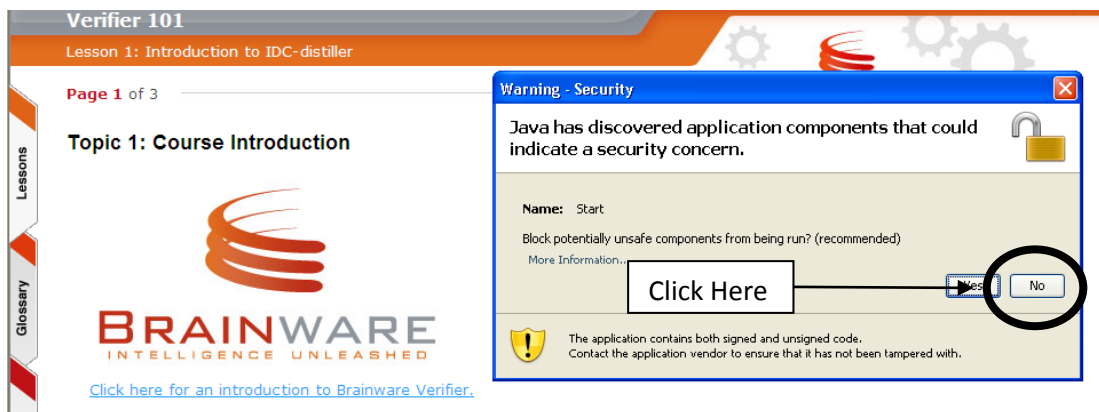 Verifier 101
Lesson 1: Introduction to IDC-distiller
Page 1 of 3
Topic 1: Course Introduction
Lessons
Glossary
BRAINWARE
INTELLIGENCE UNLEASHED
Click here for an introduction to Brainware Verifier.
Warning - Security
Java has discovered application components that could
indicate a security concern.
Name: Start
Block potentially unsafe components from being run? (recommended)
More Information...
Click Here
Yes
No
The application contains both signed and unsigned code.
Contact the application vendor to ensure that it has not been tampered with.